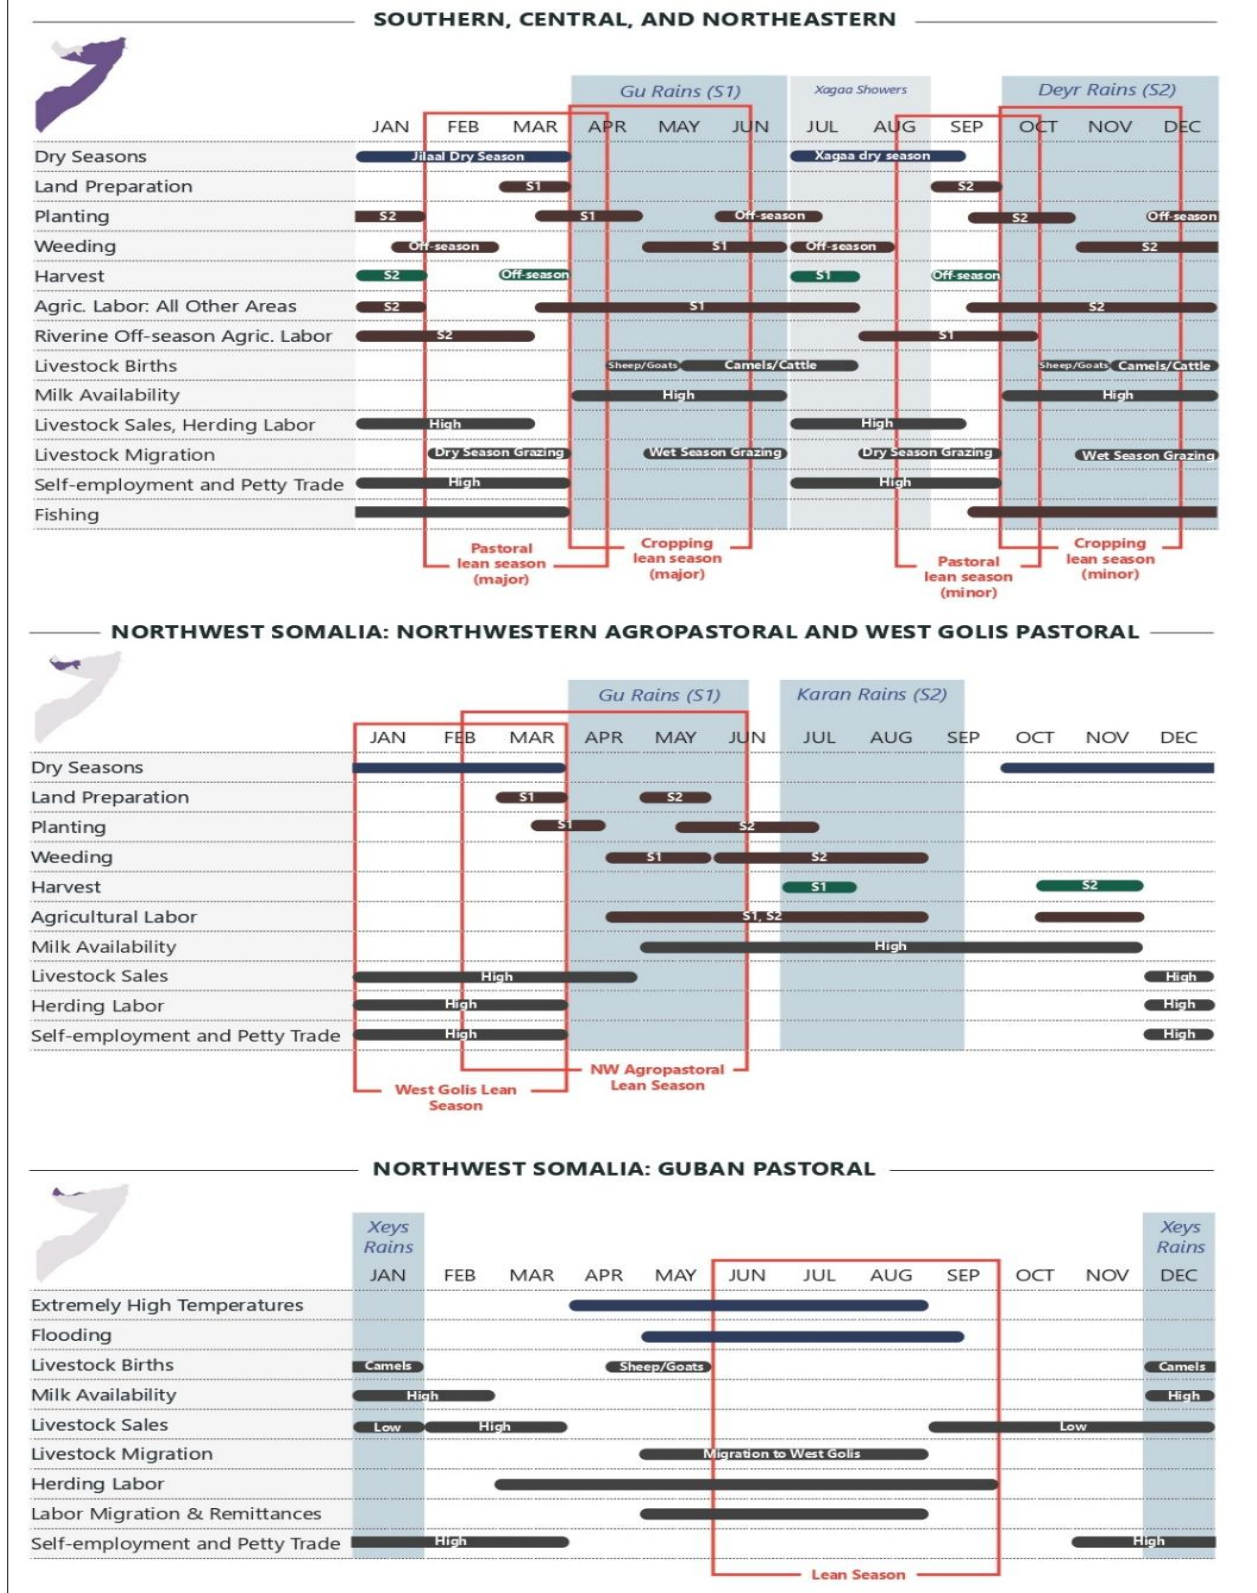 SOUTHERN, CENTRAL, AND NORTHEASTERN
Gu Rains (S1) Xagaa Showers Deyr Rains (S2)
JAN FEB MAR APR MAY JUN JUL AUG SEP OCT NOV DEC
Dry Seasons Jilaal Dry Season Xagaa dry season
Land Preparation S1 S2
Planting S2 S1 Off-season S2 Off-season
Weeding Off-season S1 Off-season S2
Harvest S2 Off-season S1 Off-season
Agric. Labor: All Other Areas S2 S1 S2
Riverine Off-season Agric. Labor S2 S1
Livestock Births Sheep/Goats Camels/Cattle Sheep/Goats Camels/Cattle
Milk Availability High High
Livestock Sales, Herding Labor High High
Livestock Migration Dry Season Grazing Wet Season Grazing Dry Season Grazing Wet Season Grazing
Self-employment and Petty Trade High High
Fishing
Pastoral
lean season
(major)
Cropping
lean season
(major)
Pastoral
lean season
(minor)
Cropping
lean season
(minor)
NORTHWEST SOMALIA: NORTHWESTERN AGROPASTORAL AND WEST GOLIS PASTORAL
Gu Rains (S1) Karan Rains (S2)
JAN FEB MAR APR MAY JUN JUL AUG SEP OCT NOV DEC
Dry Seasons
Land Preparation S1 S2
Planting S1 S2
Weeding S1 S2
Harvest S1 S2
Agricultural Labor S1, S2
Milk Availability High
Livestock Sales High High
Herding Labor High High
Self-employment and Petty Trade High High
NW Agropastoral
Lean Season
West Golis Lean
Season
NORTHWEST SOMALIA: GUBAN PASTORAL
Xeys
Rains
Xeys
Rains
JAN FEB MAR APR MAY JUN JUL AUG SEP OCT NOV DEC
Extremely High Temperatures
Flooding
Livestock Births Camels Sheep/Goats Camels
Milk Availability High High
Livestock Sales Low High Low
Livestock Migration Migration to West Golis
Herding Labor
Labor Migration & Remittances
Self-employment and Petty Trade High High
Lean Season